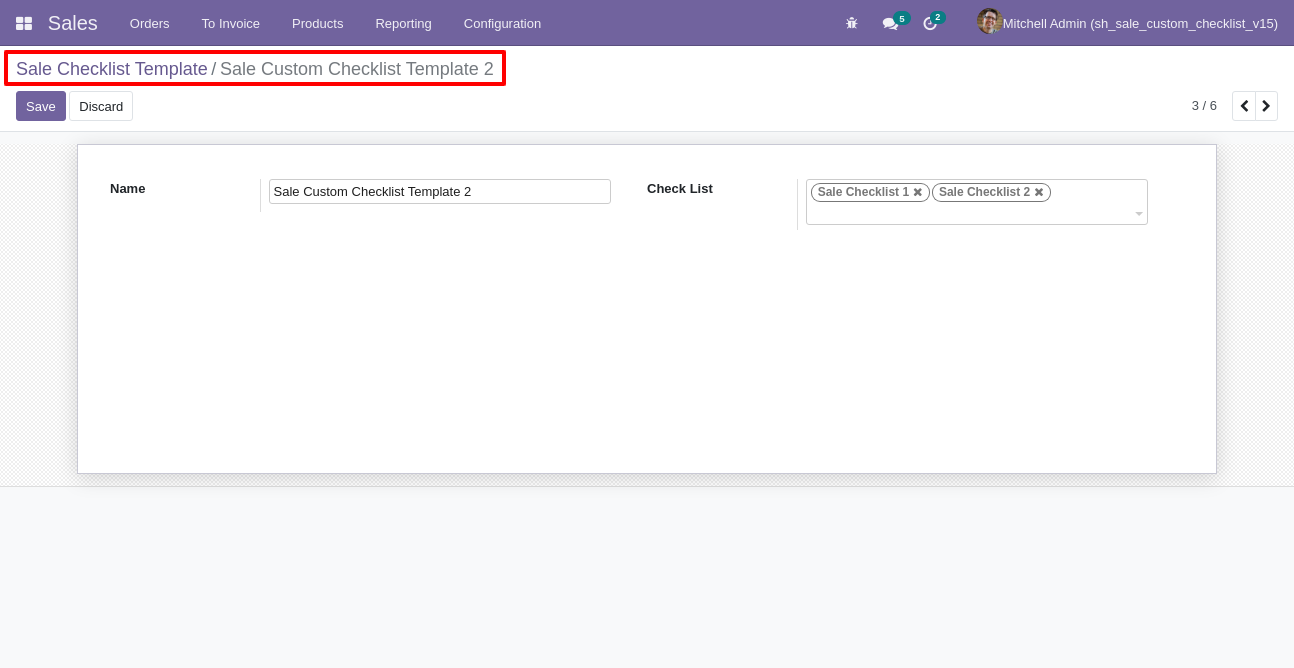 Sales Orders To Invoice Products Reporting Configuration 5 2 Mitchell Admin (sh_sale_custom_checklist_v15)
Sale Checklist Template / Sale Custom Checklist Template 2
Save Discard 3 / 6
Name Sale Custom Checklist Template 2 Check List Sale Checklist 1 Sale Checklist 2